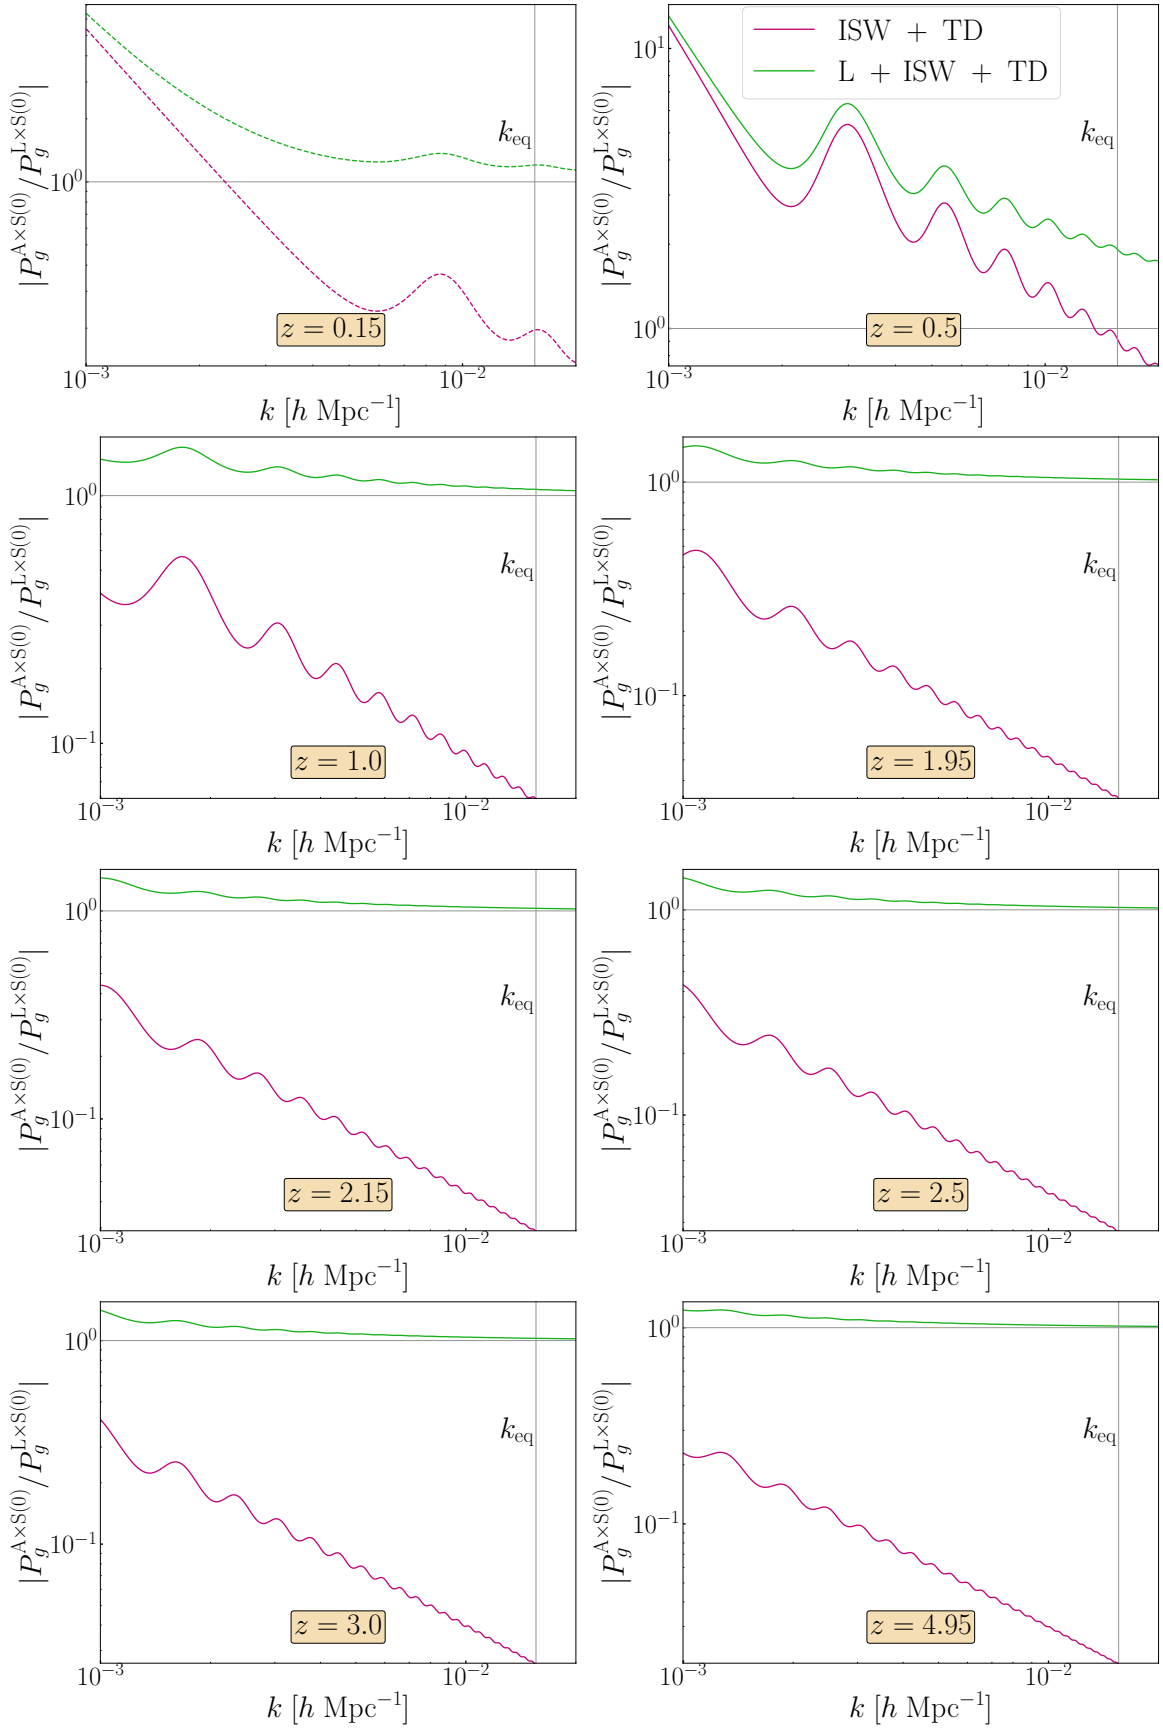 |P_g^{A×S(0)}/P_g^{L×S(0)}|
10^0
k_eq
z = 0.15
10^{-3} 10^{-2}
k [h Mpc^{-1}]
|P_g^{A×S(0)}/P_g^{L×S(0)}|
10^1
10^0
ISW + TD
L + ISW + TD
k_eq
z = 0.5
10^{-3} 10^{-2}
k [h Mpc^{-1}]
|P_g^{A×S(0)}/P_g^{L×S(0)}|
10^0
10^{-1}
k_eq
z = 1.0
10^{-3} 10^{-2}
k [h Mpc^{-1}]
|P_g^{A×S(0)}/P_g^{L×S(0)}|
10^0
10^{-1}
k_eq
z = 1.95
10^{-3} 10^{-2}
k [h Mpc^{-1}]
|P_g^{A×S(0)}/P_g^{L×S(0)}|
10^0
10^{-1}
k_eq
z = 2.15
10^{-3} 10^{-2}
k [h Mpc^{-1}]
|P_g^{A×S(0)}/P_g^{L×S(0)}|
10^0
10^{-1}
k_eq
z = 2.5
10^{-3} 10^{-2}
k [h Mpc^{-1}]
|P_g^{A×S(0)}/P_g^{L×S(0)}|
10^0
10^{-1}
k_eq
z = 3.0
10^{-3} 10^{-2}
k [h Mpc^{-1}]
|P_g^{A×S(0)}/P_g^{L×S(0)}|
10^0
10^{-1}
k_eq
z = 4.95
10^{-3} 10^{-2}
k [h Mpc^{-1}]